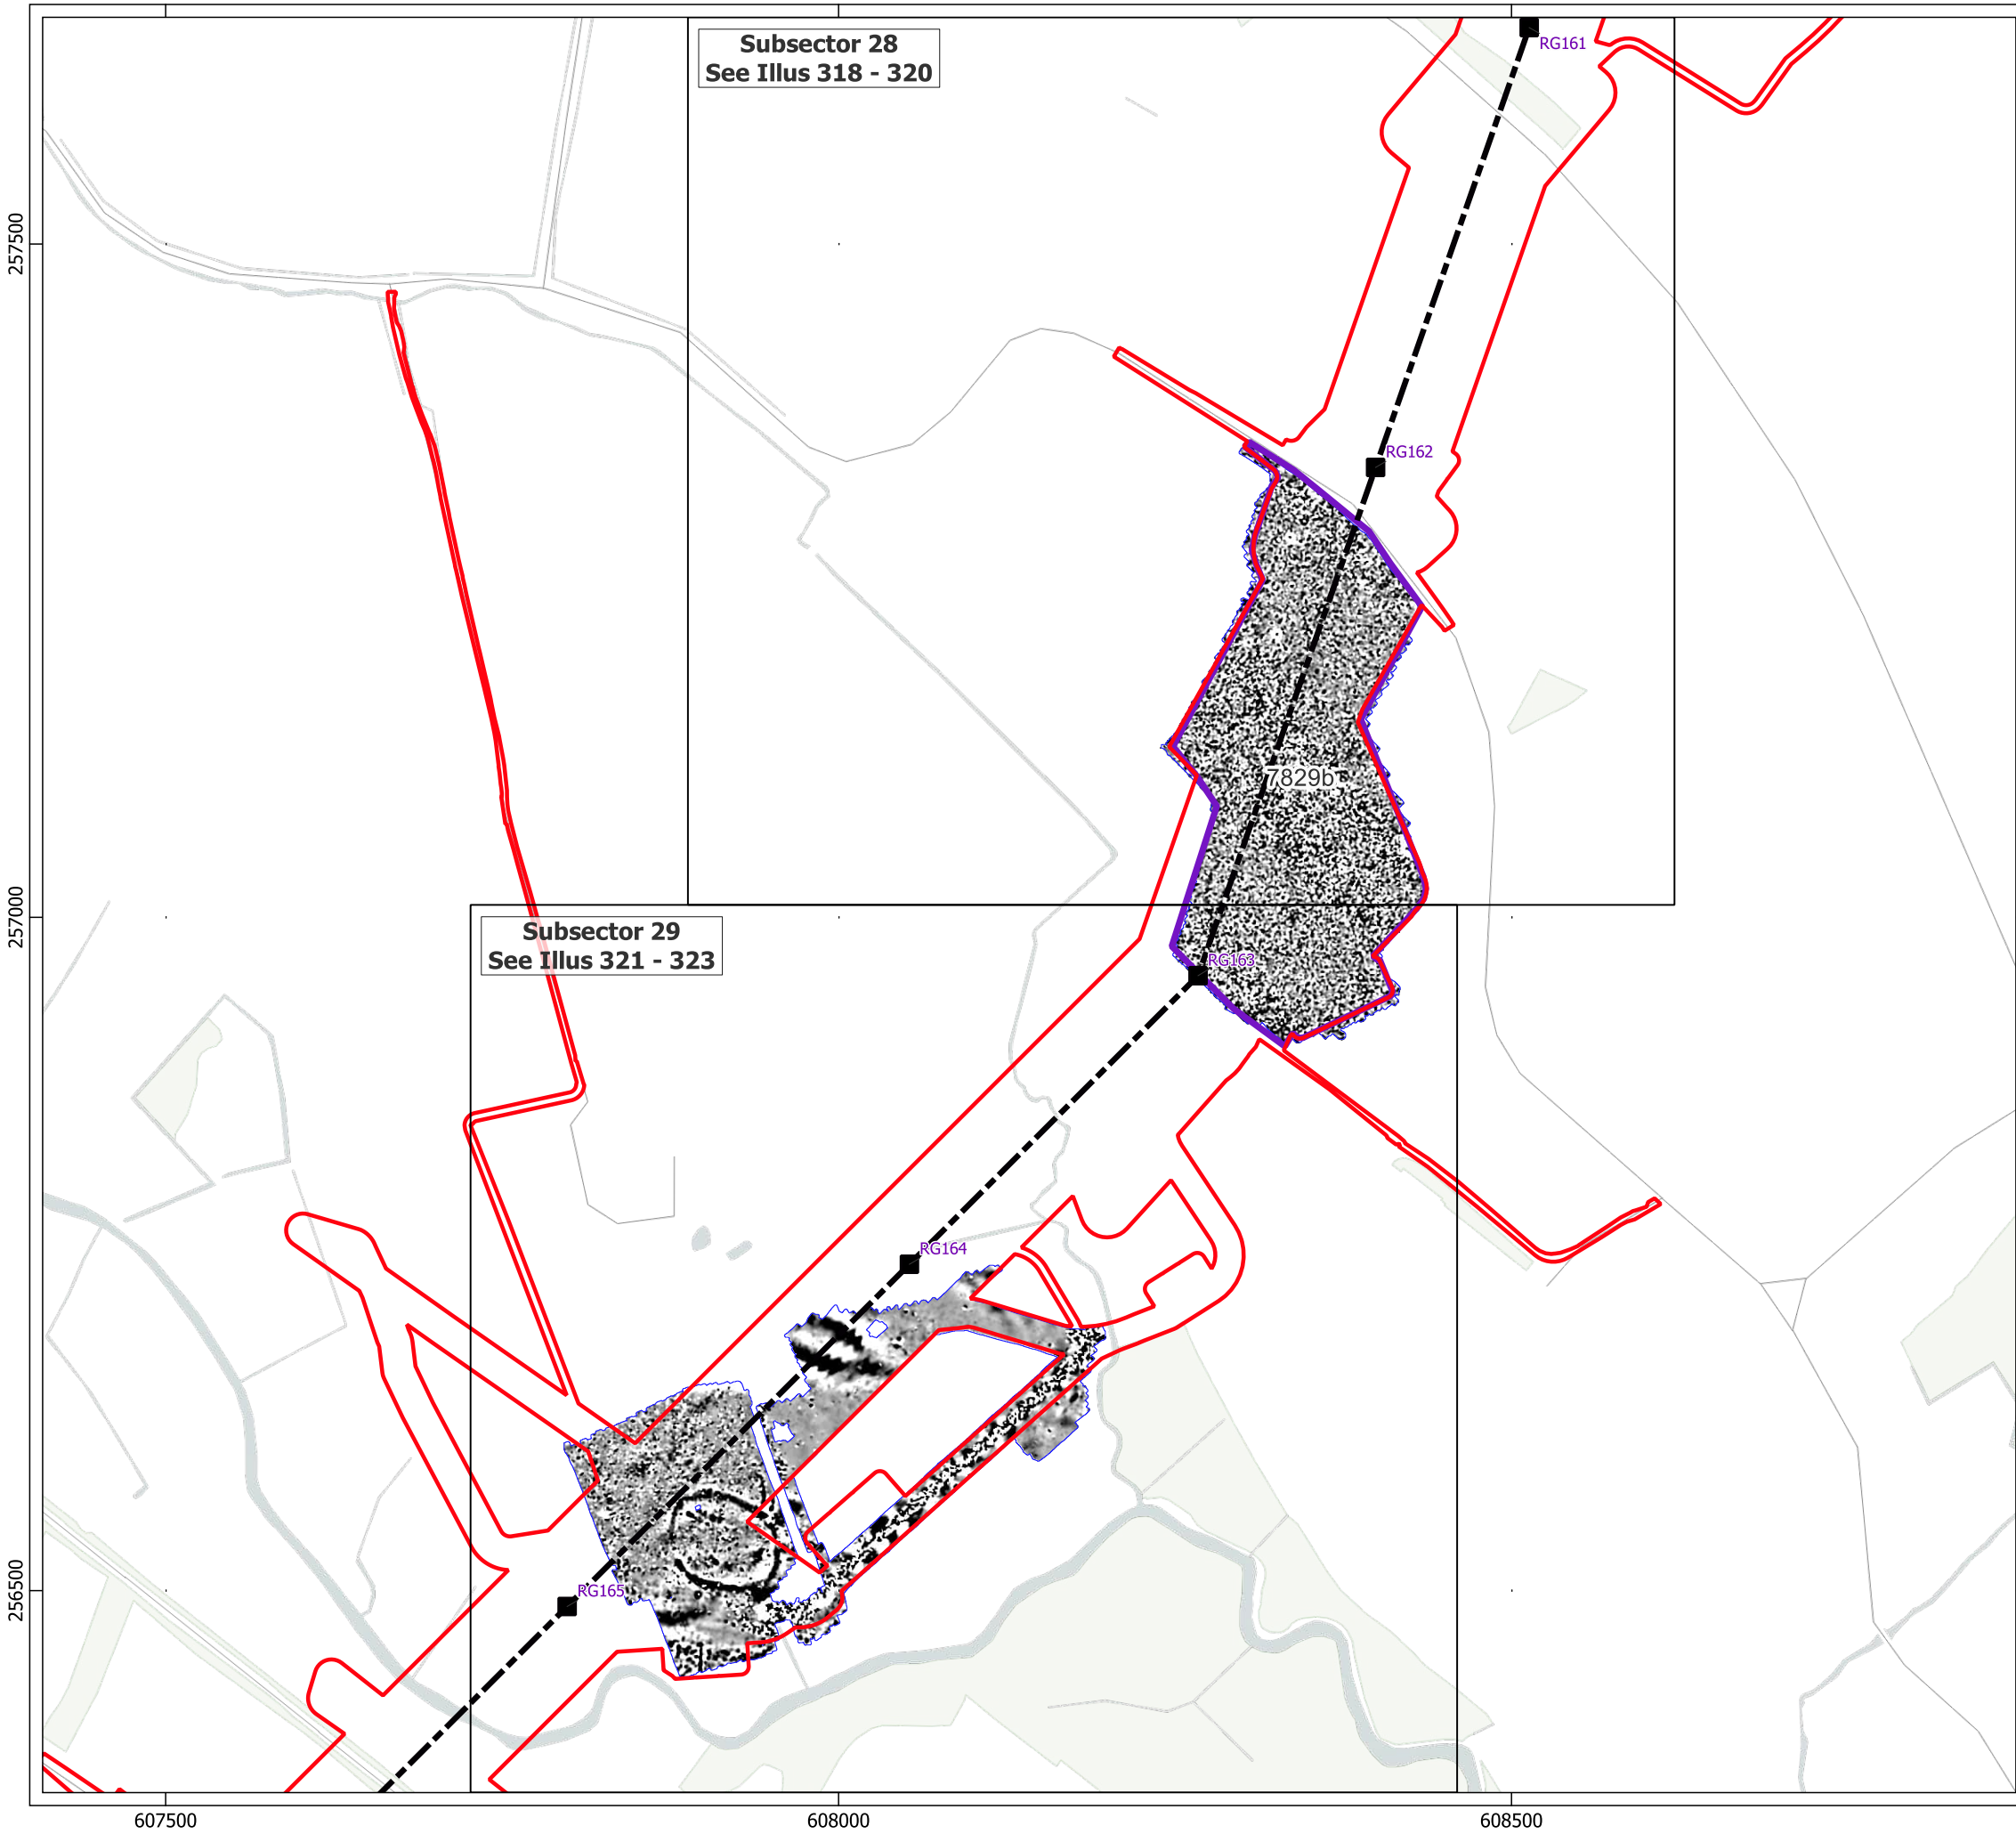 Subsector 28
See Illus 318 - 320
RG161
257500
RG162
7829b
257000
Subsector 29
See Illus 321 - 323
RG163
RG164
256500
RG165
607500
608000
608500